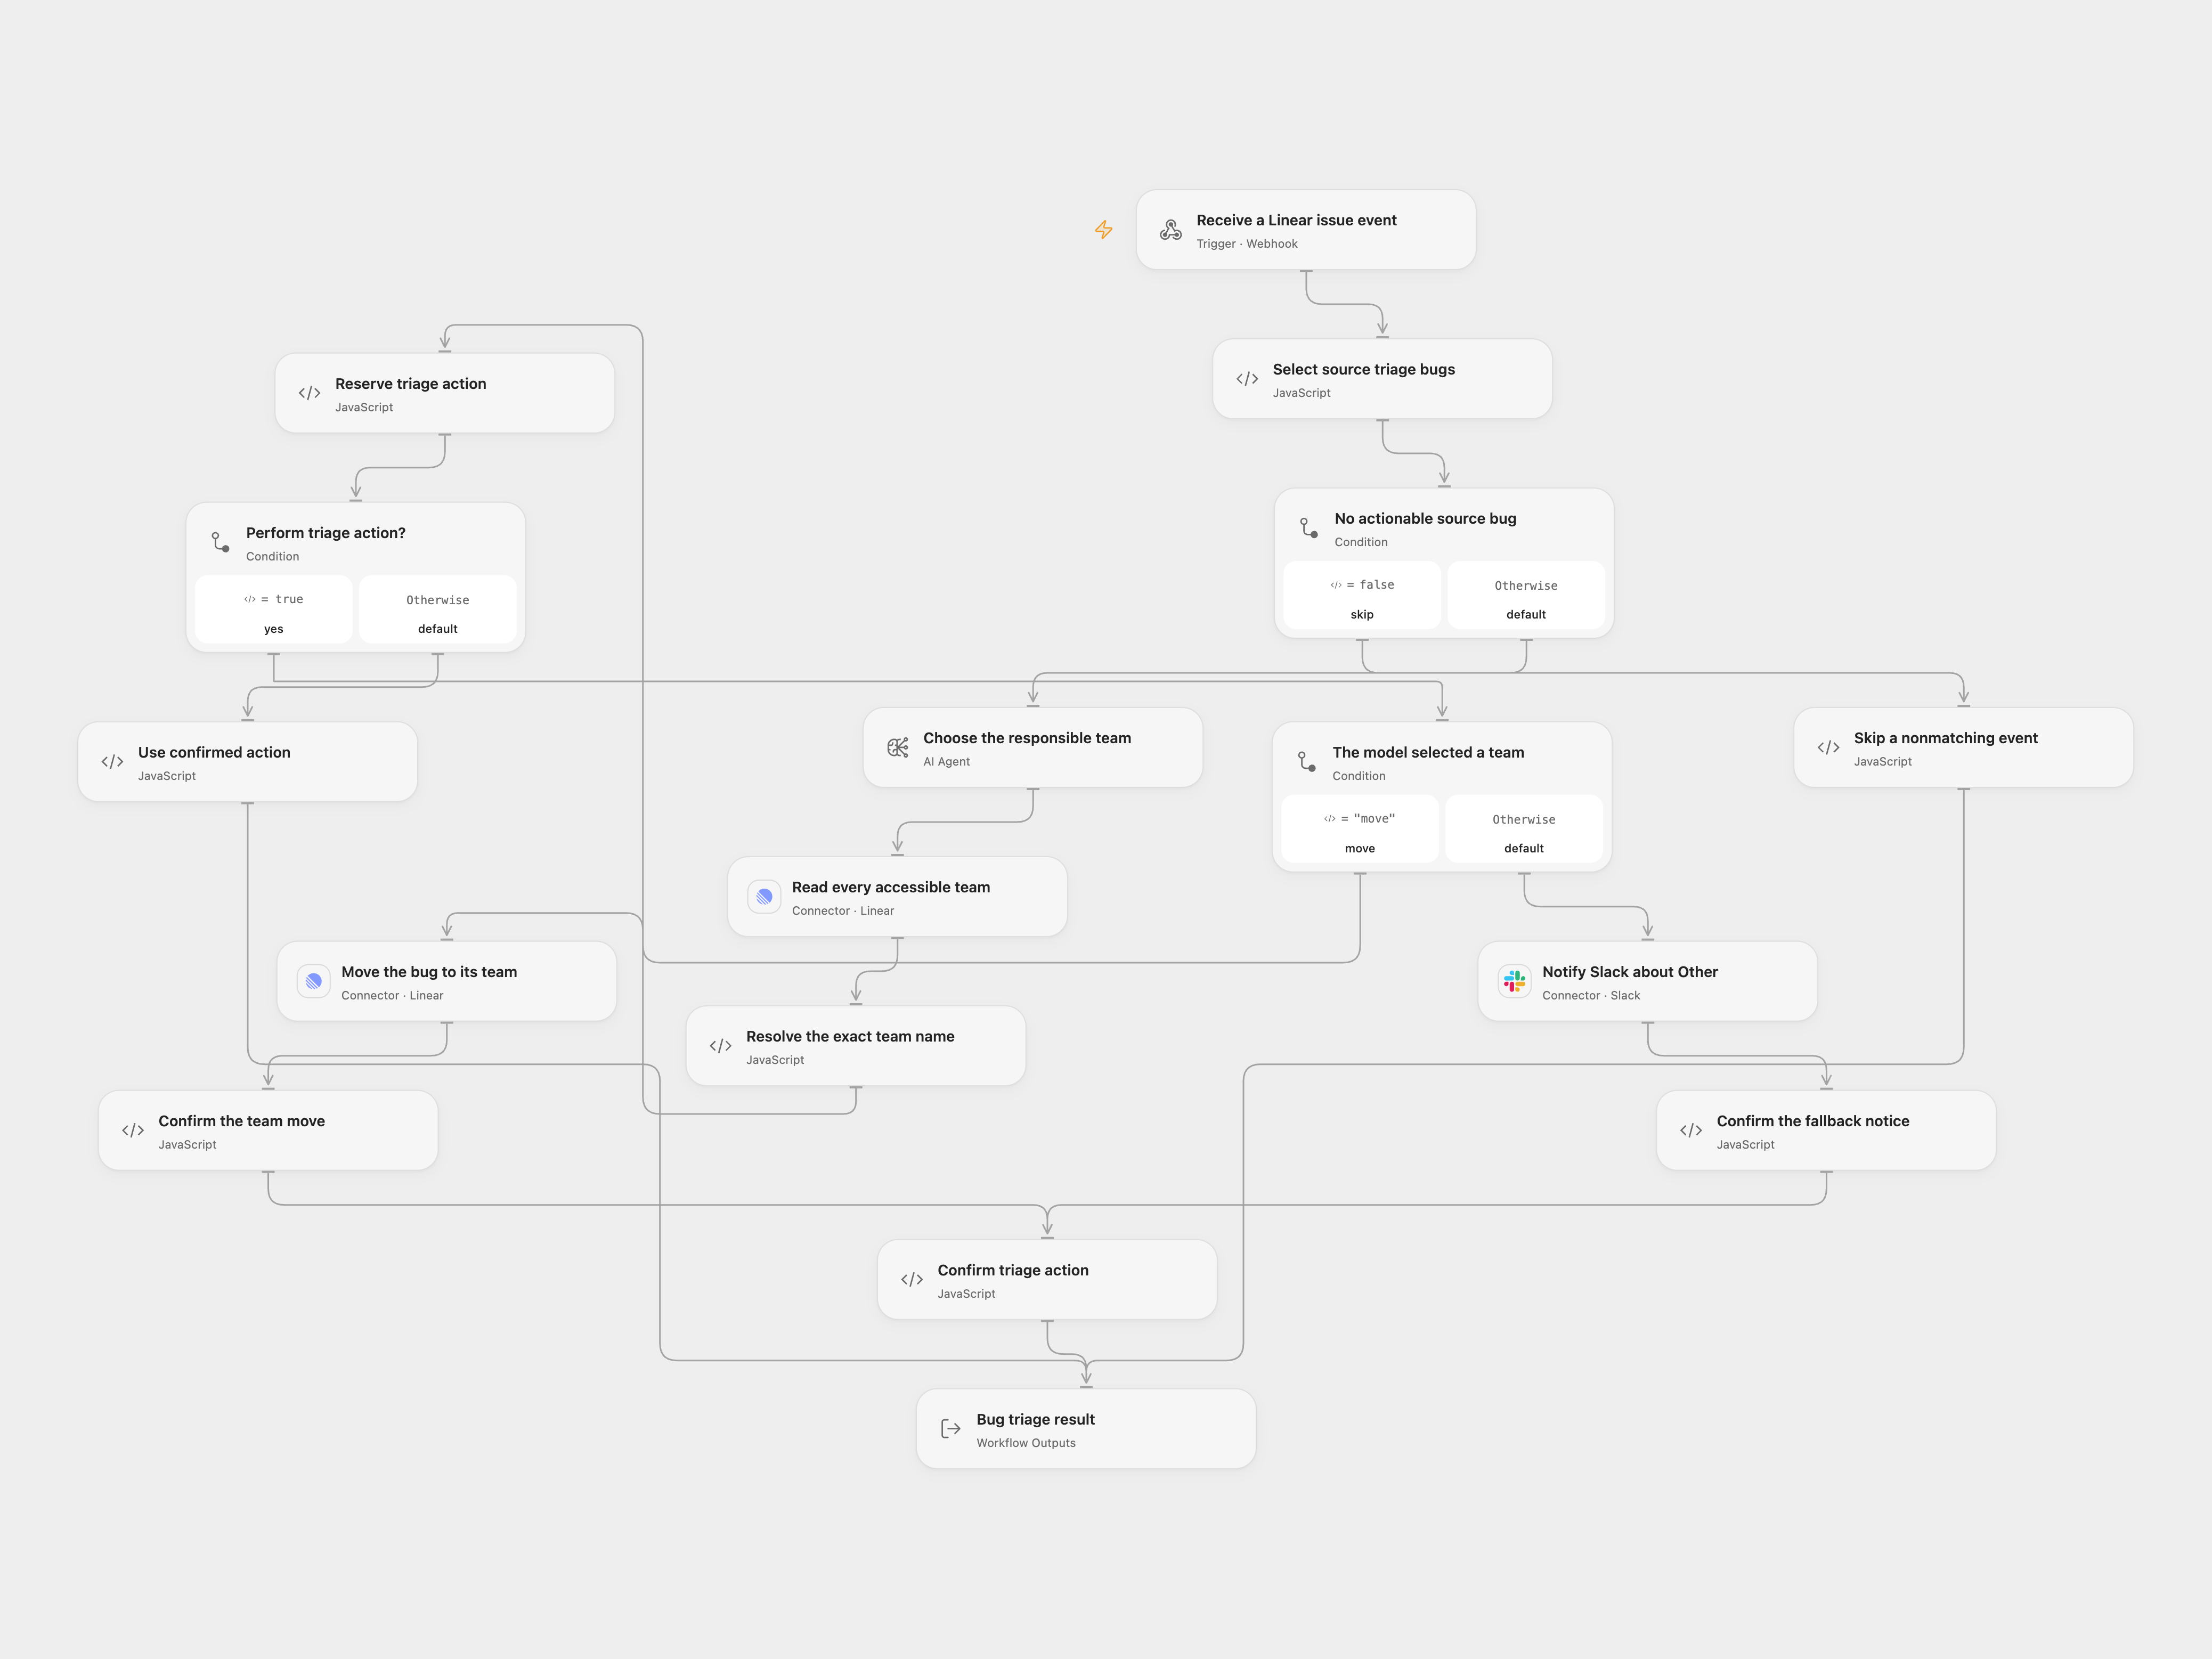 Receive a Linear issue event
Trigger · Webhook
Reserve triage action
JavaScript
Select source triage bugs
JavaScript
Perform triage action?
Condition
</> = true
yes
Otherwise
default
No actionable source bug
Condition
</> = false
skip
Otherwise
default
Use confirmed action
JavaScript
Choose the responsible team
AI Agent
The model selected a team
Condition
</> = "move"
move
Otherwise
default
Skip a nonmatching event
JavaScript
Read every accessible team
Connector · Linear
Move the bug to its team
Connector · Linear
Notify Slack about Other
Connector · Slack
Resolve the exact team name
JavaScript
Confirm the team move
JavaScript
Confirm the fallback notice
JavaScript
Confirm triage action
JavaScript
Bug triage result
Workflow Outputs